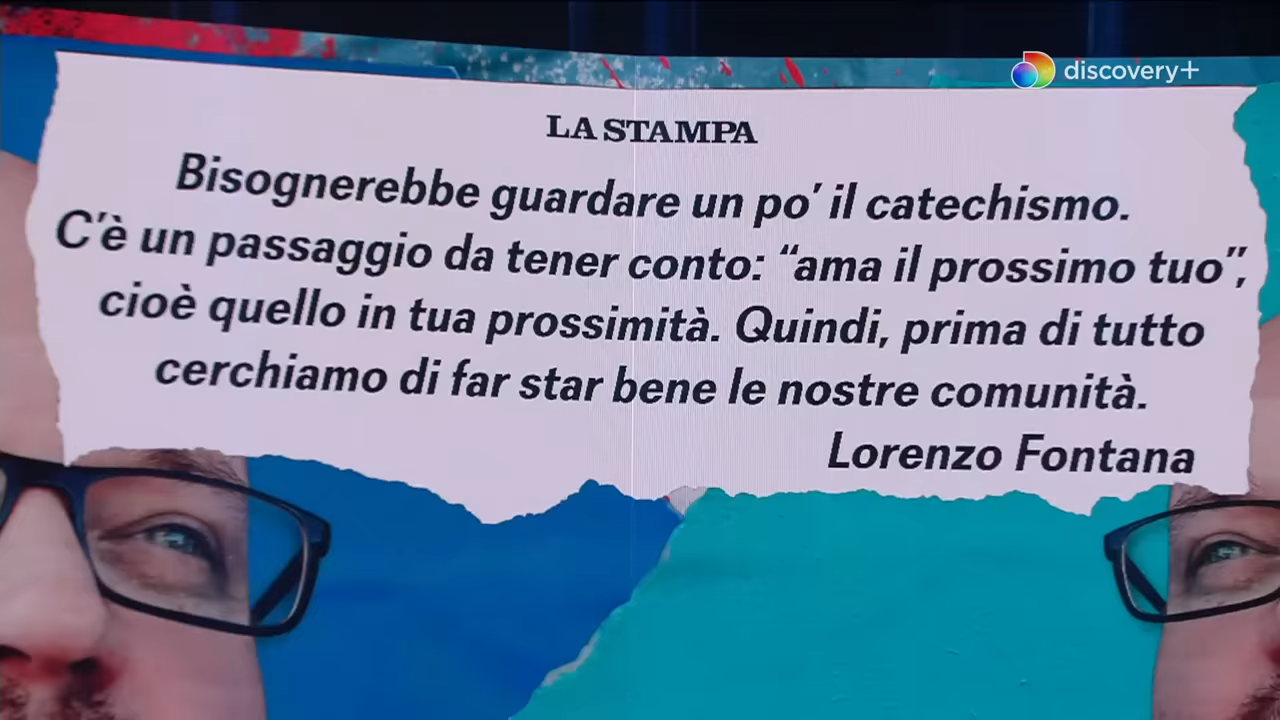 discovery+
LA STAMPA
Bisognerebbe guardare un po' il catechismo.
C'è un passaggio da tener conto: “ama il prossimo tuo”,
cioè quello in tua prossimità. Quindi, prima di tutto
cerchiamo di far star bene le nostre comunità.
Lorenzo Fontana